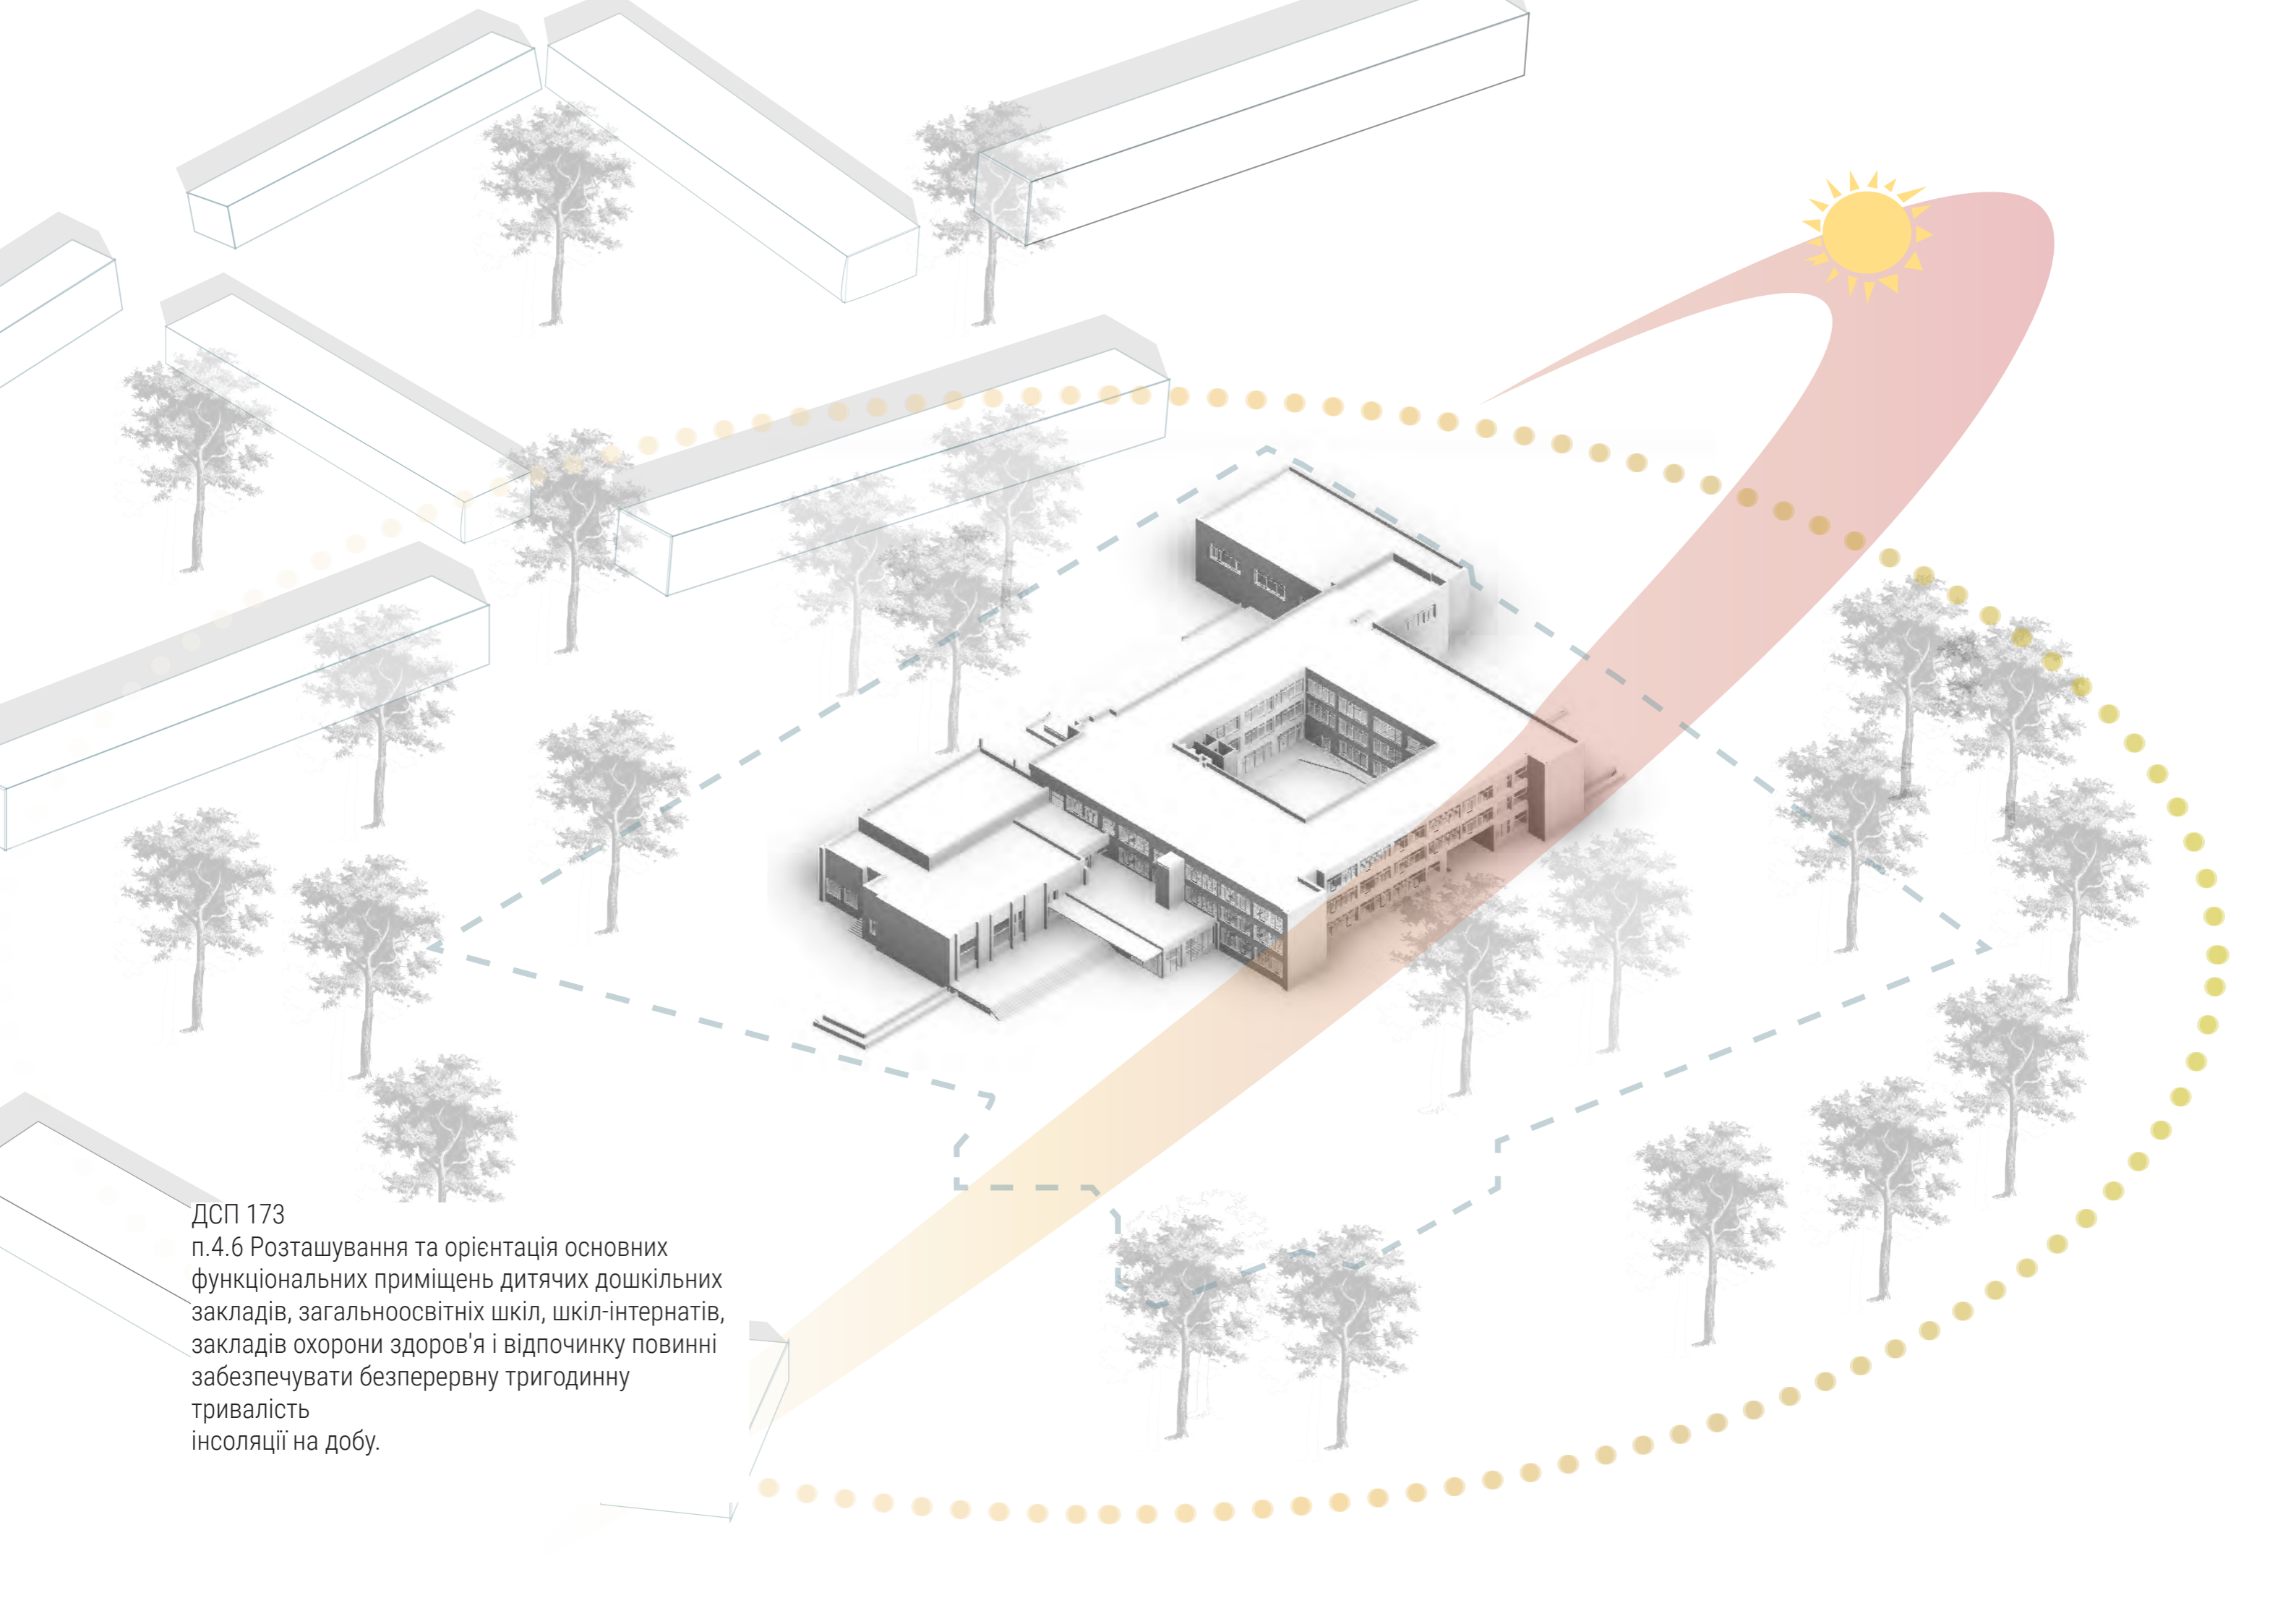 ДСП 173
п.4.6 Розташування та орієнтація основних
функціональних приміщень дитячих дошкільних
закладів, загальноосвітніх шкіл, шкіл-інтернатів,
закладів охорони здоров'я і відпочинку повинні
забезпечувати безперервну тригодинну
тривалість
інсоляції на добу.